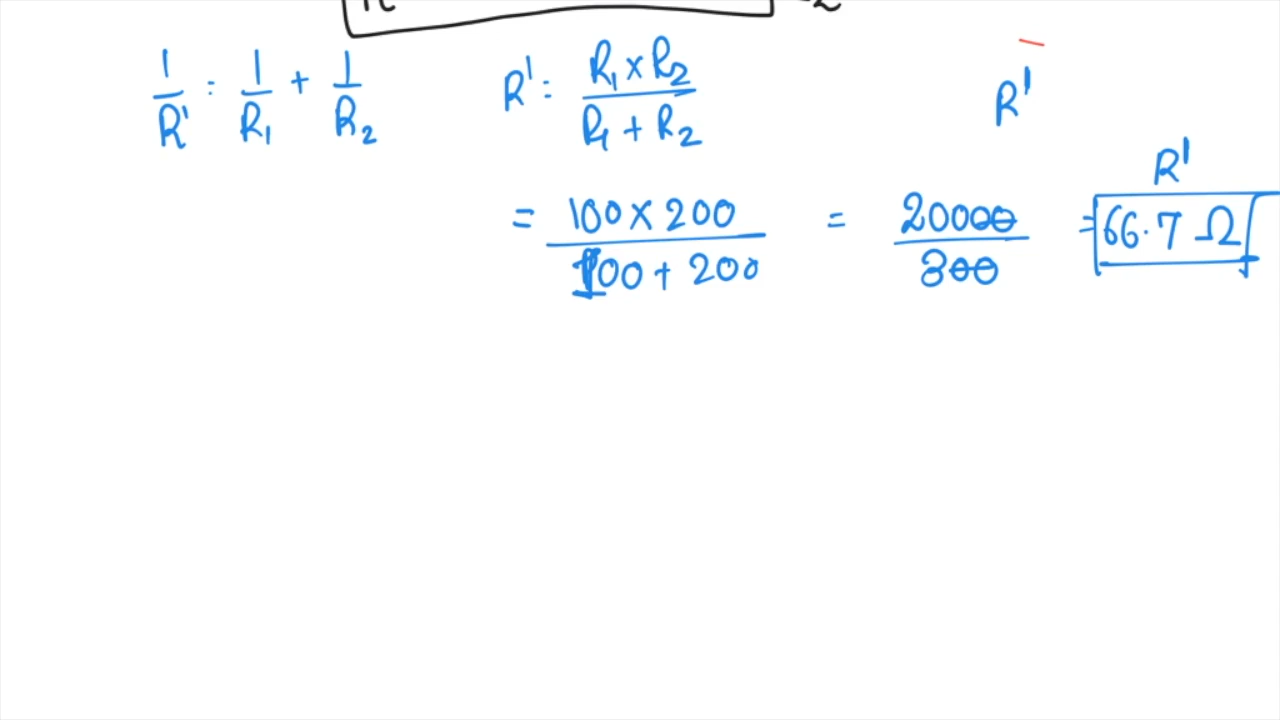 1/R' = 1/R₁ + 1/R₂ R' = R₁ × R₂ / R₁ + R₂ R'
R'
= 100 × 200 / 100 + 200 = 20000 / 300 = 66.7 Ω